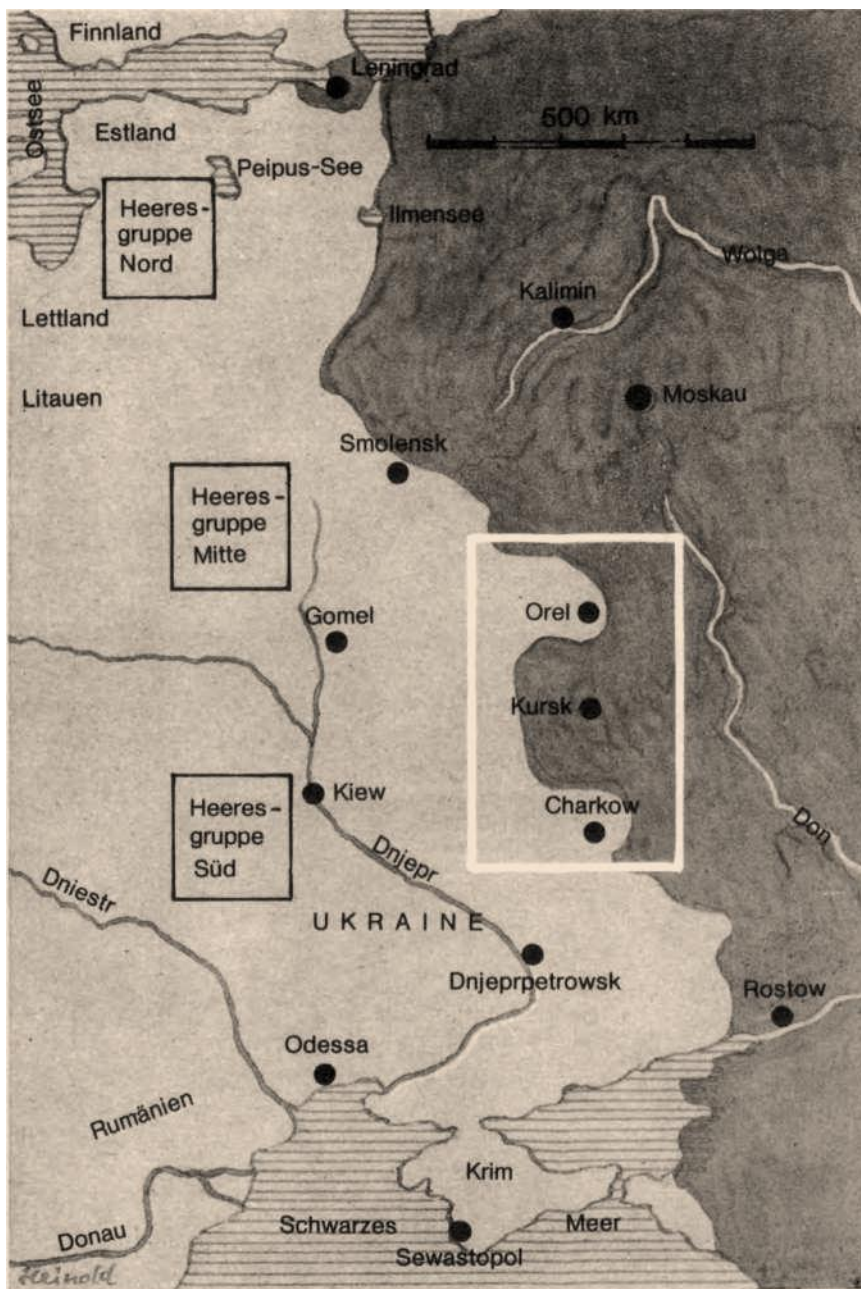 Finnland
Leningrad
500 km
Ostsee
Estland
Peipus-See
Ilmensee
Heeres-
gruppe
Nord
Wolga
Kalimin
Lettland
Litauen
Moskau
Smolensk
Heeres-
gruppe
Mitte
Orel
Gomel
Kursk
Kiew
Heeres-
gruppe
Süd
Charkow
Don
Dnjepr
Dniestr
UKRAINE
Dnjeprpetrowsk
Rostow
Odessa
Rumänien
Krim
Schwarzes Meer
Donau
Sewastopol
Heinold